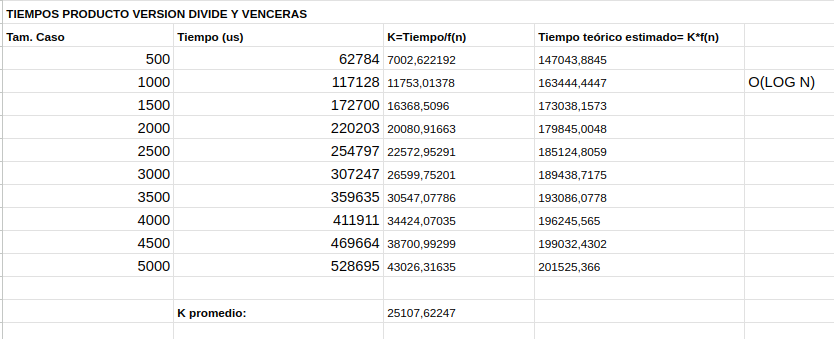 TIEMPOS PRODUCTO VERSION DIVIDE Y VENCERAS
Tam. Caso Tiempo (us) K=Tiempo/f(n) Tiempo teórico estimado= K*f(n)
500 62784 7002,622192 147043,8845
1000 117128 11753,01378 163444,4447 O(LOG N)
1500 172700 16368,5096 173038,1573
2000 220203 20080,91663 179845,0048
2500 254797 22572,95291 185124,8059
3000 307247 26599,75201 189438,7175
3500 359635 30547,07786 193086,0778
4000 411911 34424,07035 196245,565
4500 469664 38700,99299 199032,4302
5000 528695 43026,31635 201525,366
K promedio: 25107,62247